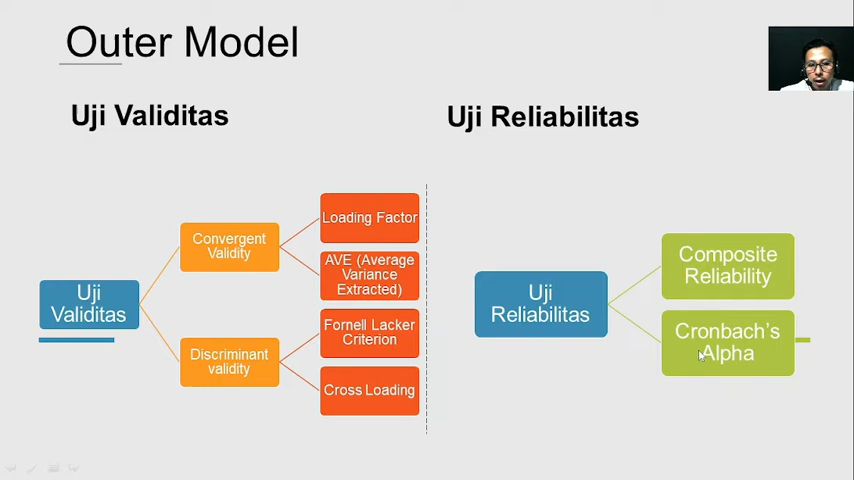 Outer Model
Uji Validitas
Uji Reliabilitas
Uji
Validitas
Convergent
Validity
Discriminant
validity
Loading Factor
AVE (Average
Variance
Extracted)
Fornell Lacker
Criterion
Cross Loading
Uji
Reliabilitas
Composite
Reliability
Cronbach's
Alpha